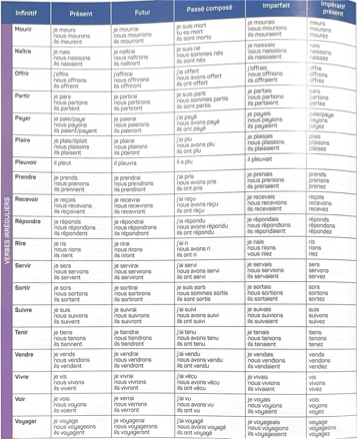 Infinitif Présent Futur Passé composé Imparfait Impératif présent
VERBES IRRÉGULIERS
Mourir je meurs je mourrai je suis mort je mourais meurs
nous mourons nous mourrons tu es mort nous mourions mourons
ils meurent ils mourront ils sont morts ils mouraient mourez
Naître je nais je naîtrai je suis né je naissais nais
nous naissons nous naîtrons nous sommes nés nous naissions naissons
ils naissent ils naîtront ils sont nés ils naissaient naissez
Offrir j'offre j'offrirai j'ai offert j'offrais offre
nous offrons nous offrirons nous avons offert nous offrions offrons
ils offrent ils offriront ils ont offert ils offraient offrez
Partir je pars je partirai je suis parti je partais pars
nous partons nous partirons nous sommes partis nous partions partons
ils partent ils partiront ils sont partis ils partaient partez
Payer je paie/paye je paierai j'ai payé je payais paie/paye
nous payons nous paierons nous avons payé nous payions payons
ils paient/payent ils paieront ils ont payé ils payaient payez
Plaire je plais je plairai j'ai plu je plaisais plais
nous plaisons nous plairons nous avons plu nous plaisions plaisons
ils plaisent ils plairont ils ont plu ils plaisaient plaisez
Pleuvoir il pleut il pleuvra il a plu il pleuvait
Prendre je prends je prendrai j'ai pris je prenais prends
nous prenons nous prendrons nous avons pris nous prenions prenons
ils prennent ils prendront ils ont pris ils prenaient prenez
Recevoir je reçois je recevrai j'ai reçu je recevais reçois
nous recevons nous recevrons nous avons reçu nous recevions recevons
ils reçoivent ils recevront ils ont reçu ils recevaient recevez
Répondre je réponds je répondrai j'ai répondu je répondais réponds
nous répondons nous répondrons nous avons répondu nous répondions répondons
ils répondent ils répondront ils ont répondu ils répondaient répondez
Rire je ris je rirai j'ai ri je riais ris
nous rions nous rirons nous avons ri nous riions rions
ils rient ils riront ils ont ri vous riiez riez
Servir je sers je servirai j'ai servi je servais sers
nous servons nous servirons nous avons servi nous servions servons
ils servent ils serviront ils ont servi ils servaient servez
Sortir je sors je sortirai je suis sorti je sortais sors
nous sortons nous sortirons nous sommes sortis nous sortions sortons
ils sortent ils sortiront ils sont sortis ils sortaient sortez
Suivre je suis je suivrai j'ai suivi je suivais suis
nous suivons nous suivrons nous avons suivi nous suivions suivons
ils suivent ils suivront ils ont suivi ils suivaient suivez
Tenir je tiens je tiendrai j'ai tenu je tenais tiens
nous tenons nous tiendrons nous avons tenu nous tenions tenons
ils tiennent ils tiendront ils ont tenu ils tenaient tenez
Vendre je vends je vendrai j'ai vendu je vendais vends
nous vendons nous vendrons nous avons vendu nous vendions vendons
ils vendent ils vendront ils ont vendu ils vendaient vendez
Vivre je vis je vivrai j'ai vécu je vivais vis
nous vivons nous vivrons nous avons vécu nous vivions vivons
ils vivent ils vivront ils ont vécu ils vivaient vivez
Voir je vois je verrai j'ai vu je voyais vois
nous voyons nous verrons nous avons vu nous voyions voyons
ils voient ils verront ils ont vu ils voyaient voyez
Voyager je voyage je voyagerai j'ai voyagé je voyageais voyage
nous voyageons nous voyagerons nous avons voyagé nous voyagions voyageons
ils voyagent ils voyageront ils ont voyagé ils voyageaient voyagez